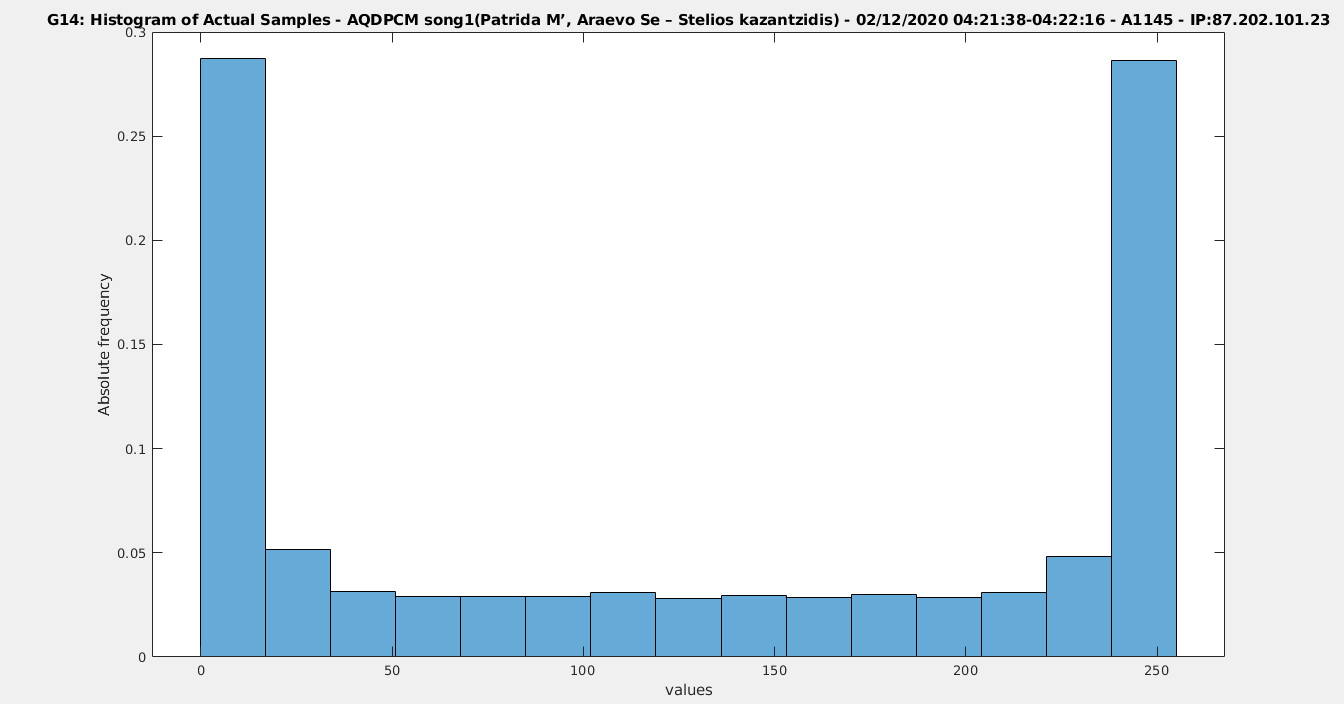 G14: Histogram of Actual Samples - AQDPCM song1(Patrida M’, Araevo Se – Stelios kazantzidis) - 02/12/2020 04:21:38-04:22:16 - A1145 - IP:87.202.101.23
0.3
0.25
0.2
0.15
0.1
0.05
0
Absolute frequency
0 50 100 150 200 250
values